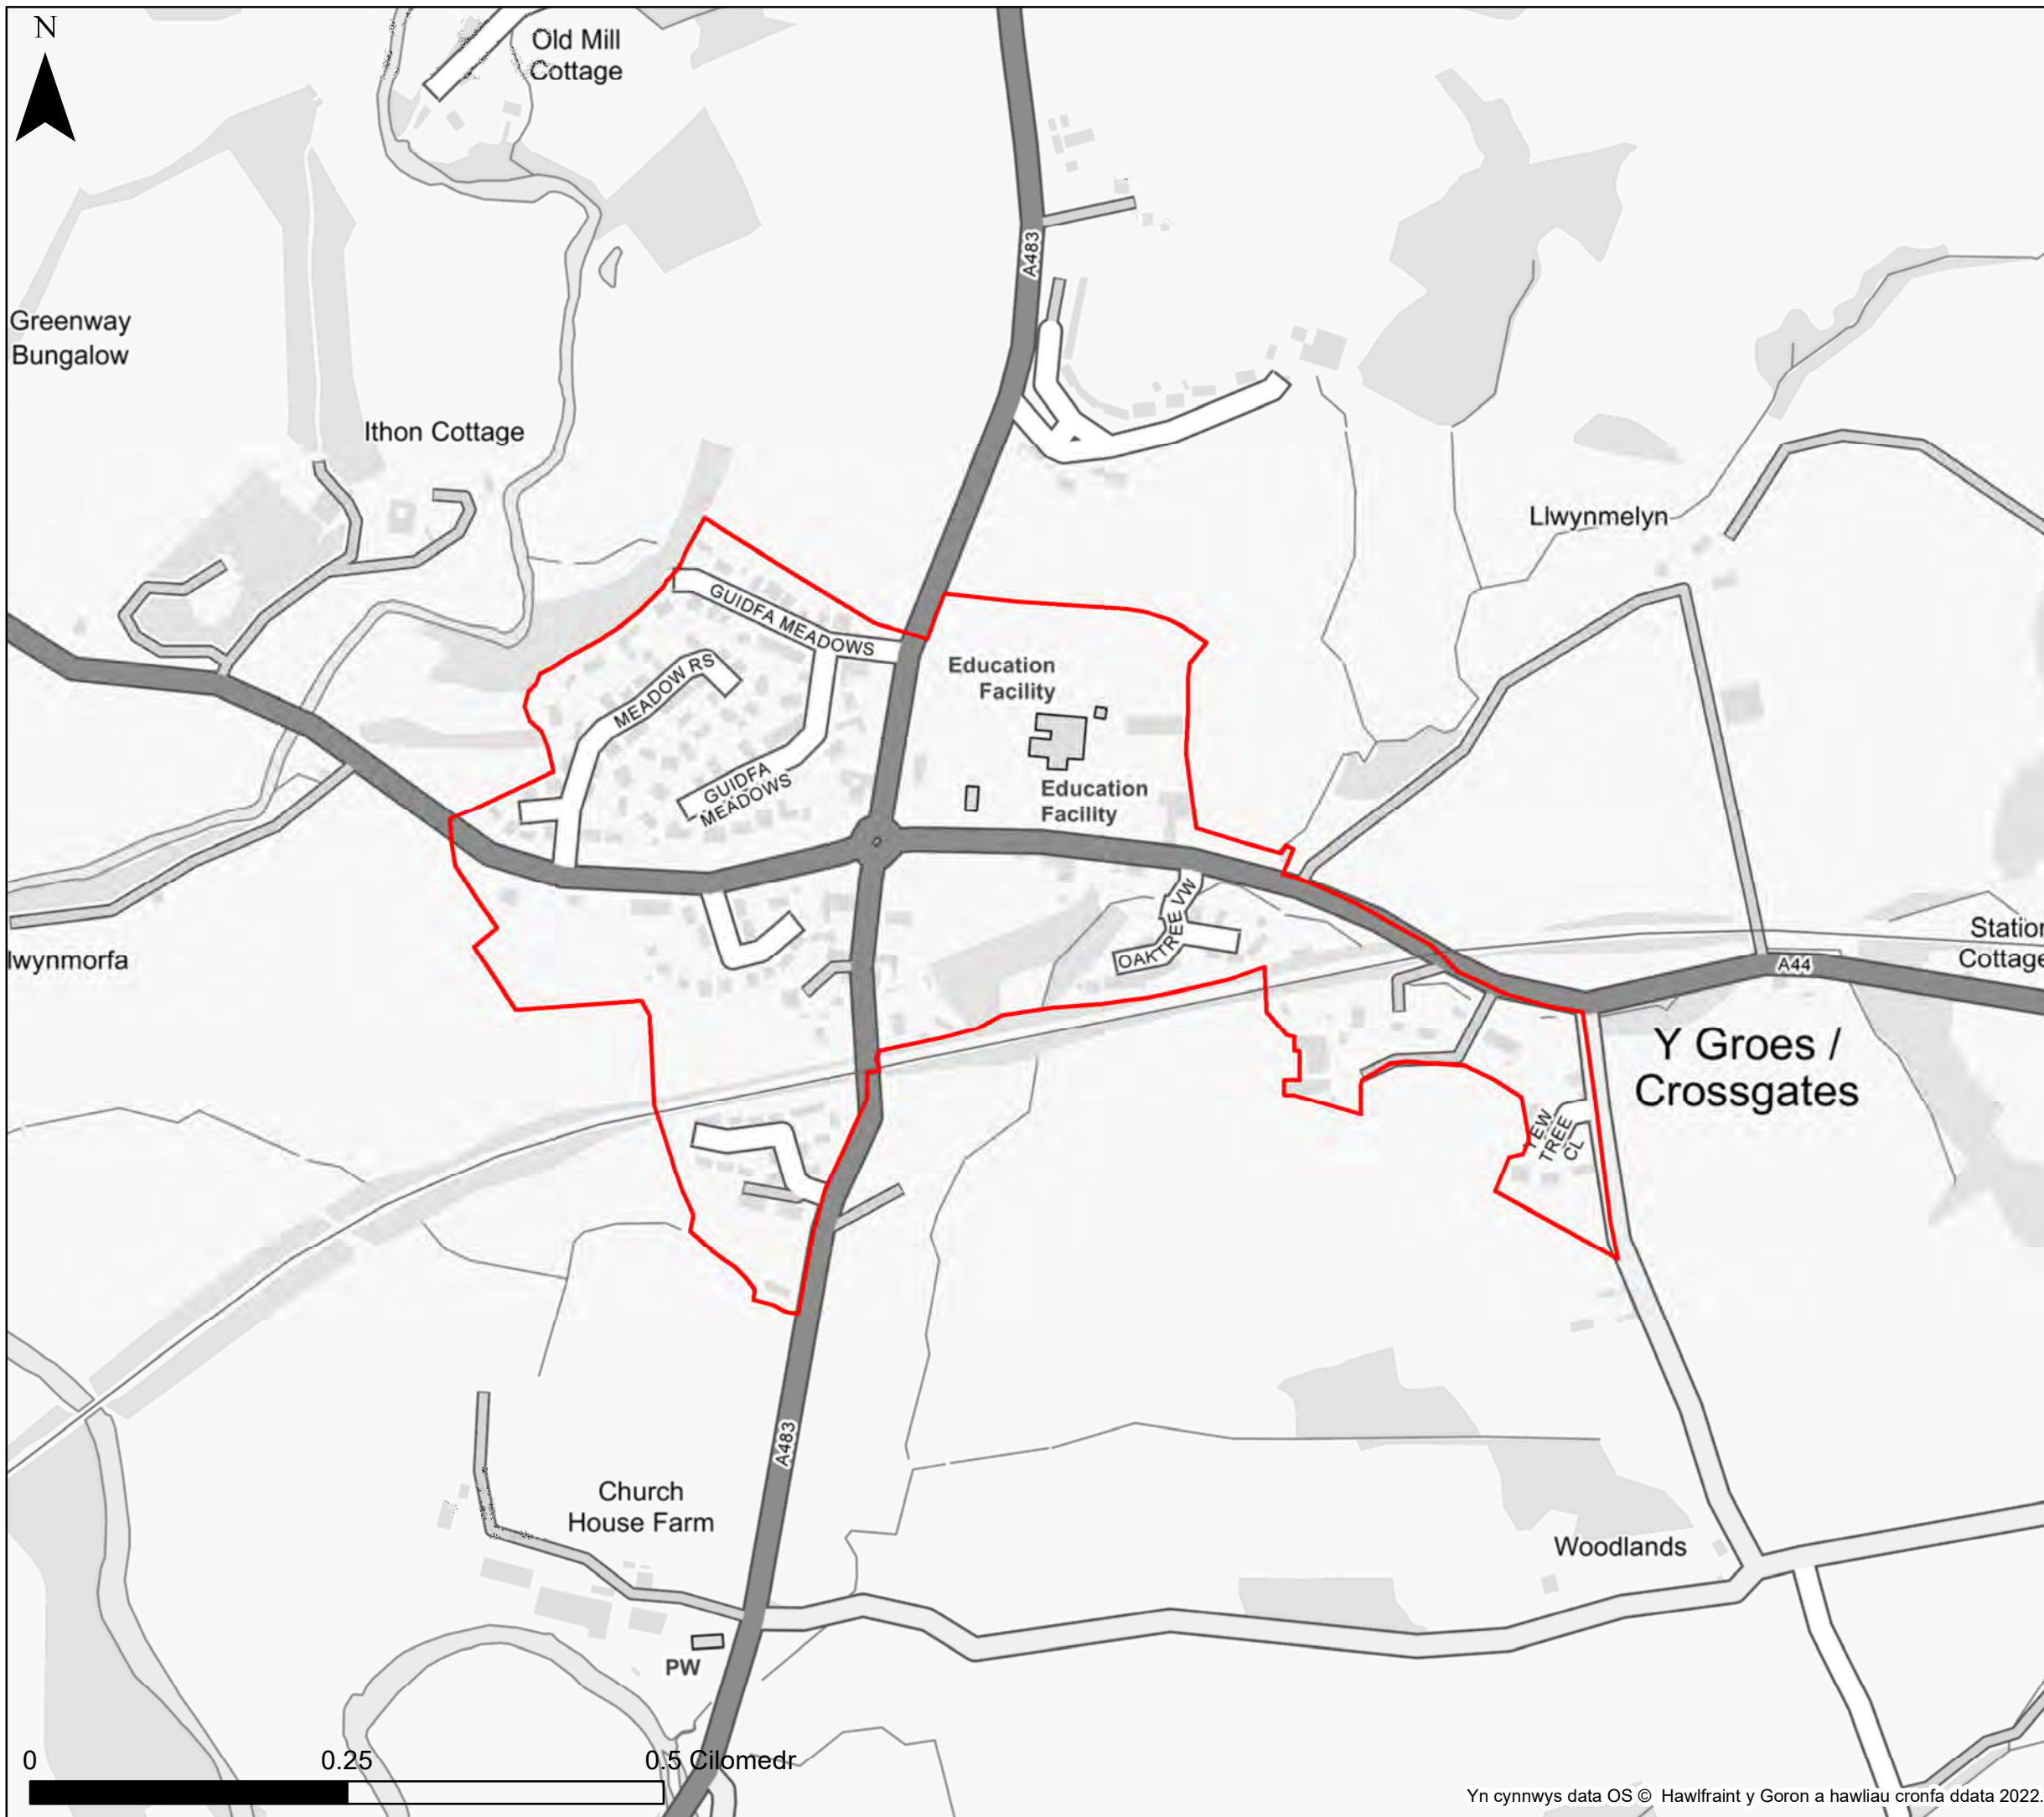 N
Old Mill
Cottage
A483
Greenway
Bungalow
Ithon Cottage
Llwynmelyn
GUIDFA MEADOWS
MEADOW RS
Education
Facility
GUIDFA
MEADOWS
Education
Facility
OAKTREE VW
lwynmorfa
Station
Cottage
A44
Y Groes /
Crossgates
YEW
TREE
CL
A483
Church
House Farm
Woodlands
PW
0 0.25 0.5 Cilomedr
Yn cynnwys data OS © Hawlfraint y Goron a hawliau cronfa ddata 2022